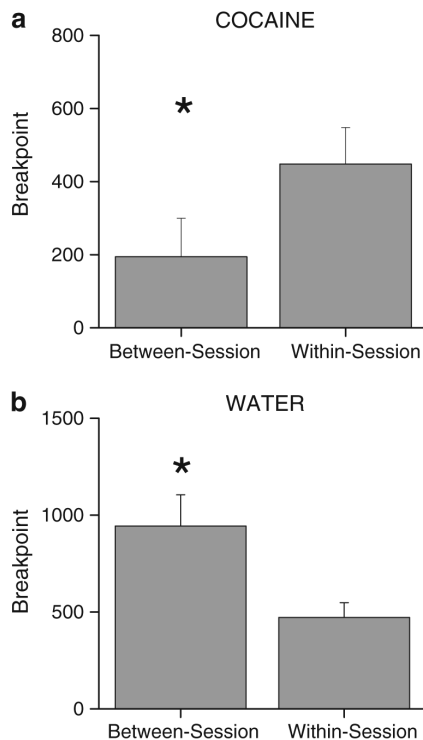 a
COCAINE
800
600
400
200
0
Breakpoint
*
Between-Session Within-Session
b
WATER
1500
1000
500
0
Breakpoint
*
Between-Session Within-Session